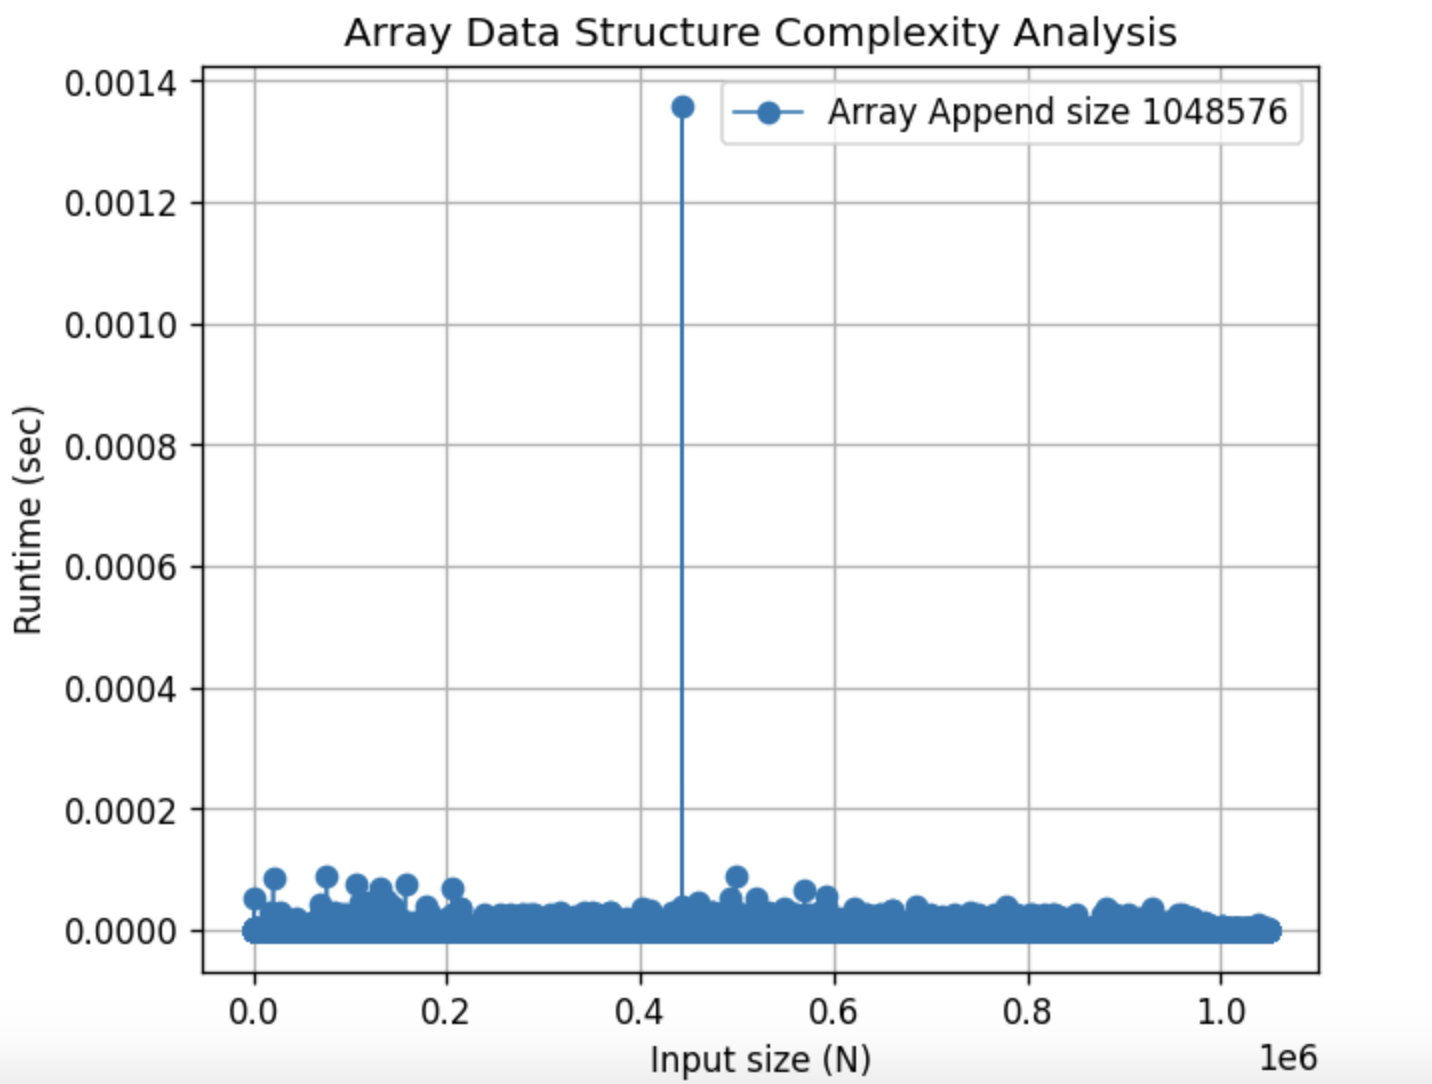 Array Data Structure Complexity Analysis
Array Append size 1048576
Runtime (sec)
0.0014
0.0012
0.0010
0.0008
0.0006
0.0004
0.0002
0.0000
0.0 0.2 0.4 0.6 0.8 1.0
Input size (N)
1e6